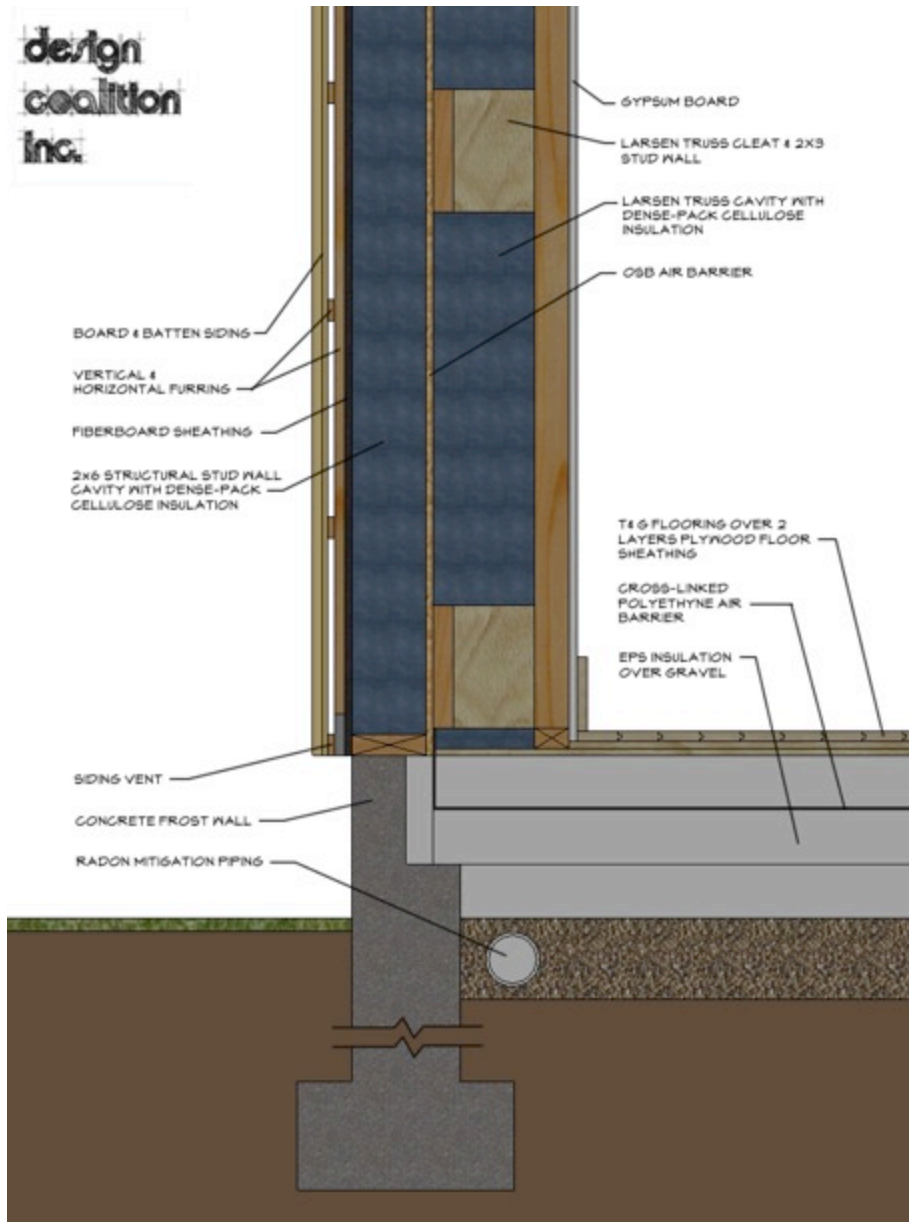 design
coalition
inc.
GYPSUM BOARD
LARSEN TRUSS CLEAT & 2X3
STUD WALL
LARSEN TRUSS CAVITY WITH
DENSE-PACK CELLULOSE
INSULATION
OSB AIR BARRIER
BOARD & BATTEN SIDING
VERTICAL &
HORIZONTAL FURRING
FIBERBOARD SHEATHING
2x6 STRUCTURAL STUD WALL
CAVITY WITH DENSE-PACK
CELLULOSE INSULATION
T&G FLOORING OVER 2
LAYERS PLYWOOD FLOOR
SHEATHING
CROSS-LINKED
POLYETHYNE AIR
BARRIER
EPS INSULATION
OVER GRAVEL
SIDING VENT
CONCRETE FROST WALL
RADON MITIGATION PIPING